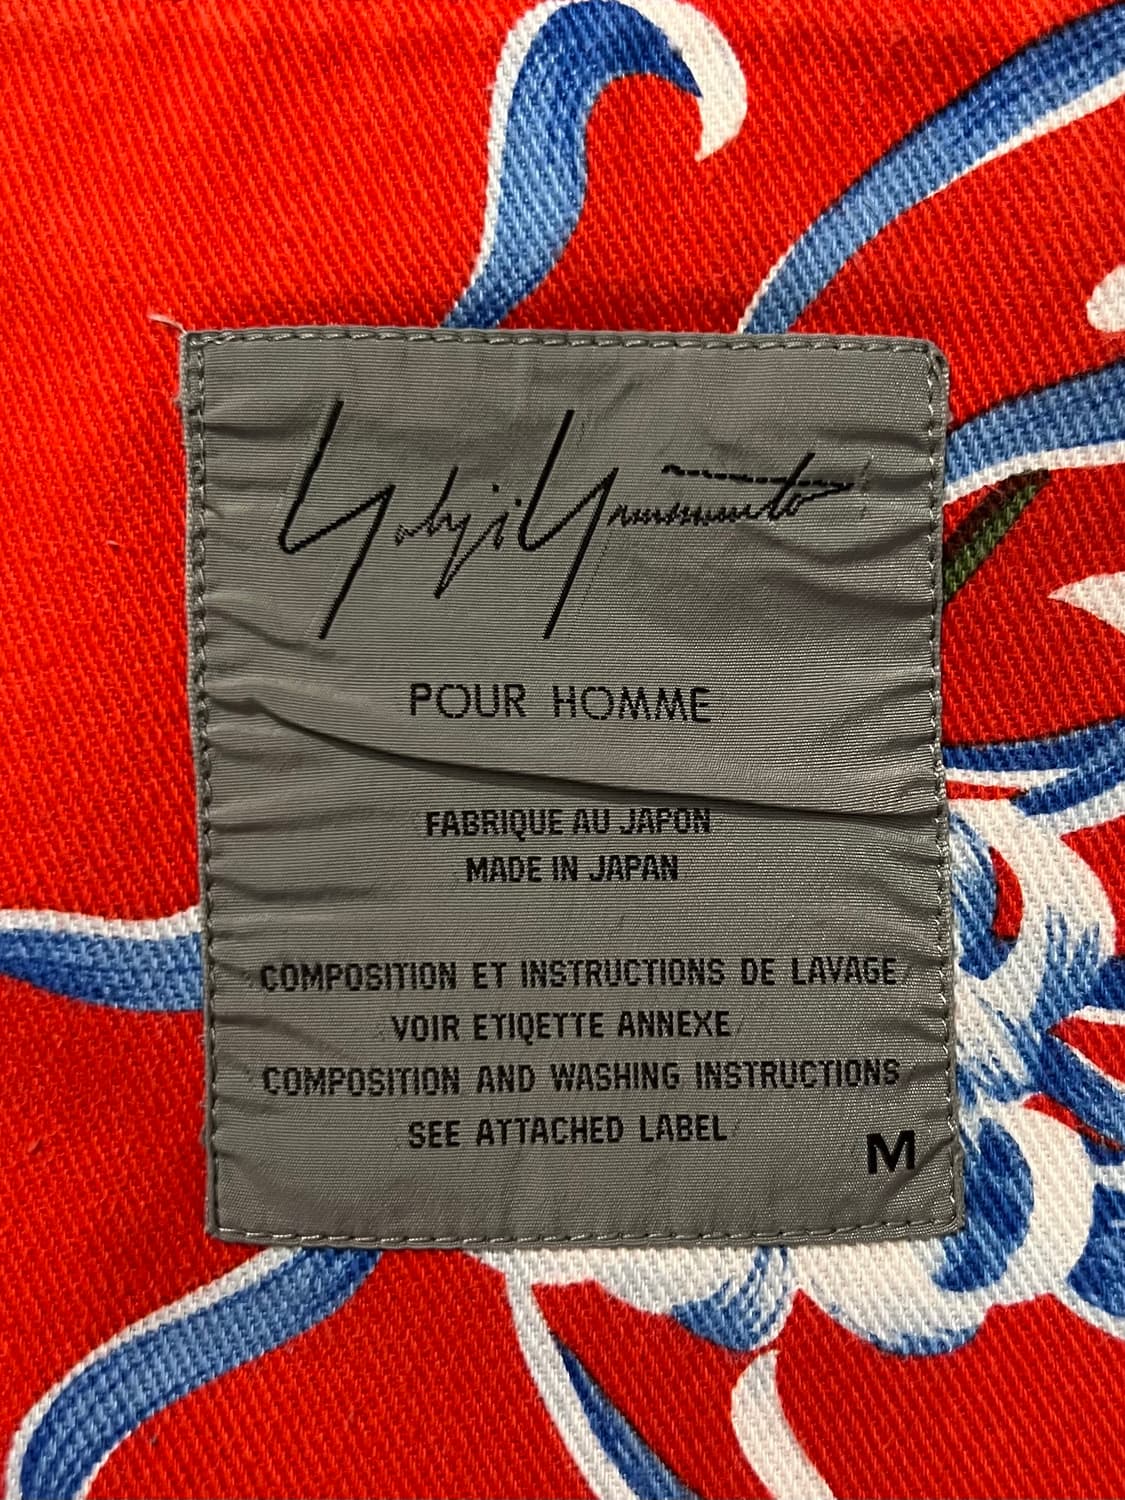 Yohji Yamamoto
POUR HOMME
FABRIQUE AU JAPON
MADE IN JAPAN
COMPOSITION ET INSTRUCTIONS DE LAVAGE
VOIR ETIQETTE ANNEXE
COMPOSITION AND WASHING INSTRUCTIONS
SEE ATTACHED LABEL
M